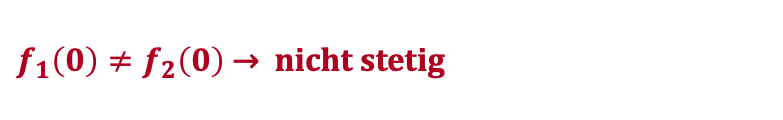 f₁(0) ≠ f₂(0) → nicht stetig